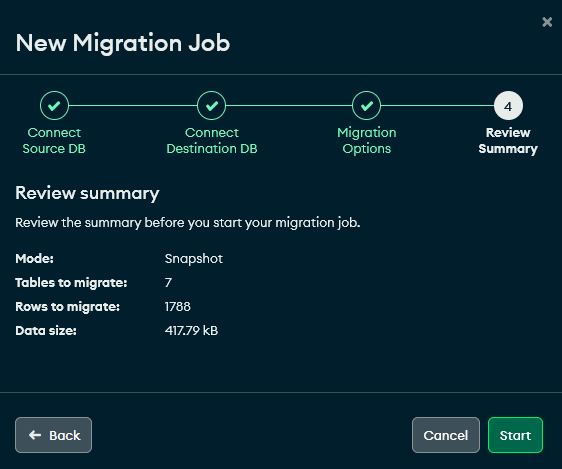 New Migration Job
Connect
Source DB
Connect
Destination DB
Migration
Options
4
Review
Summary
Review summary
Review the summary before you start your migration job.
Mode: Snapshot
Tables to migrate: 7
Rows to migrate: 1788
Data size: 417.79 kB
Back
Cancel
Start